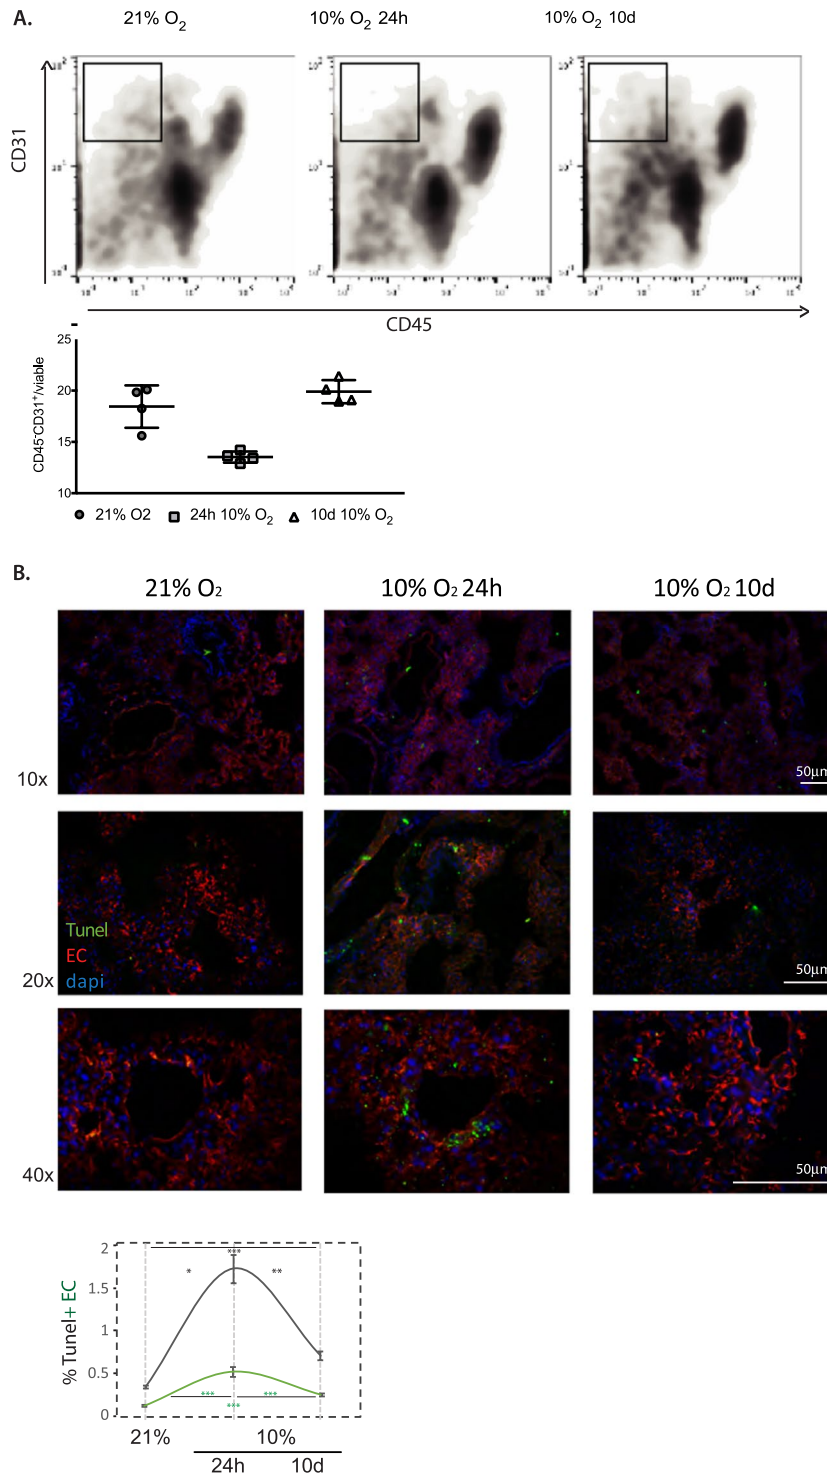 A.
21% O2
10% O2 24h
10% O2 10d
CD31
CD45
CD45-CD31+/viable
25
20
15
10
21% O2
24h 10% O2
10d 10% O2
B.
21% O2
10% O2 24h
10% O2 10d
10x
50μm
Tunel
EC
dapi
20x
50μm
40x
50μm
% Tunel+ EC
2
1.5
1
0.5
0
***
*
**
***
***
***
21%
10%
24h
10d